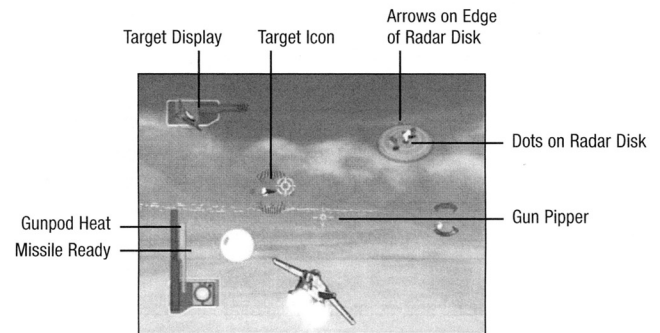 Arrows on Edge
of Radar Disk
Target Display
Target Icon
Dots on Radar Disk
Gun Pipper
Gunpod Heat
Missile Ready